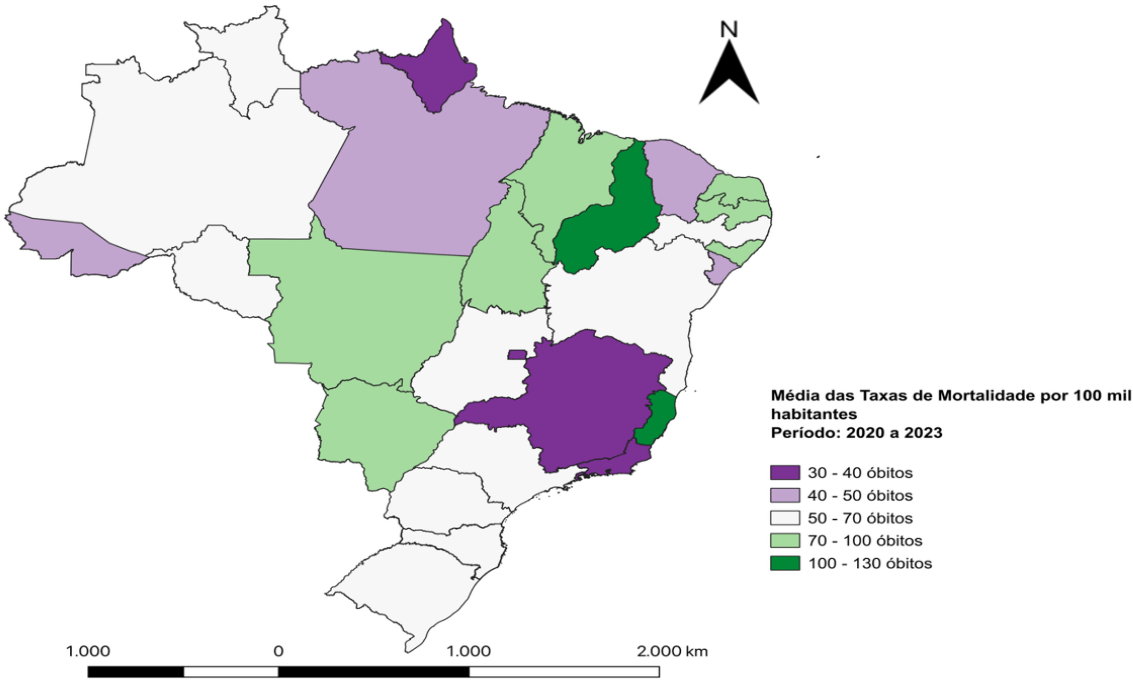 N
Média das Taxas de Mortalidade por 100 mil
habitantes
Período: 2020 a 2023
30 - 40 óbitos
40 - 50 óbitos
50 - 70 óbitos
70 - 100 óbitos
100 - 130 óbitos
1.000 0 1.000 2.000 km